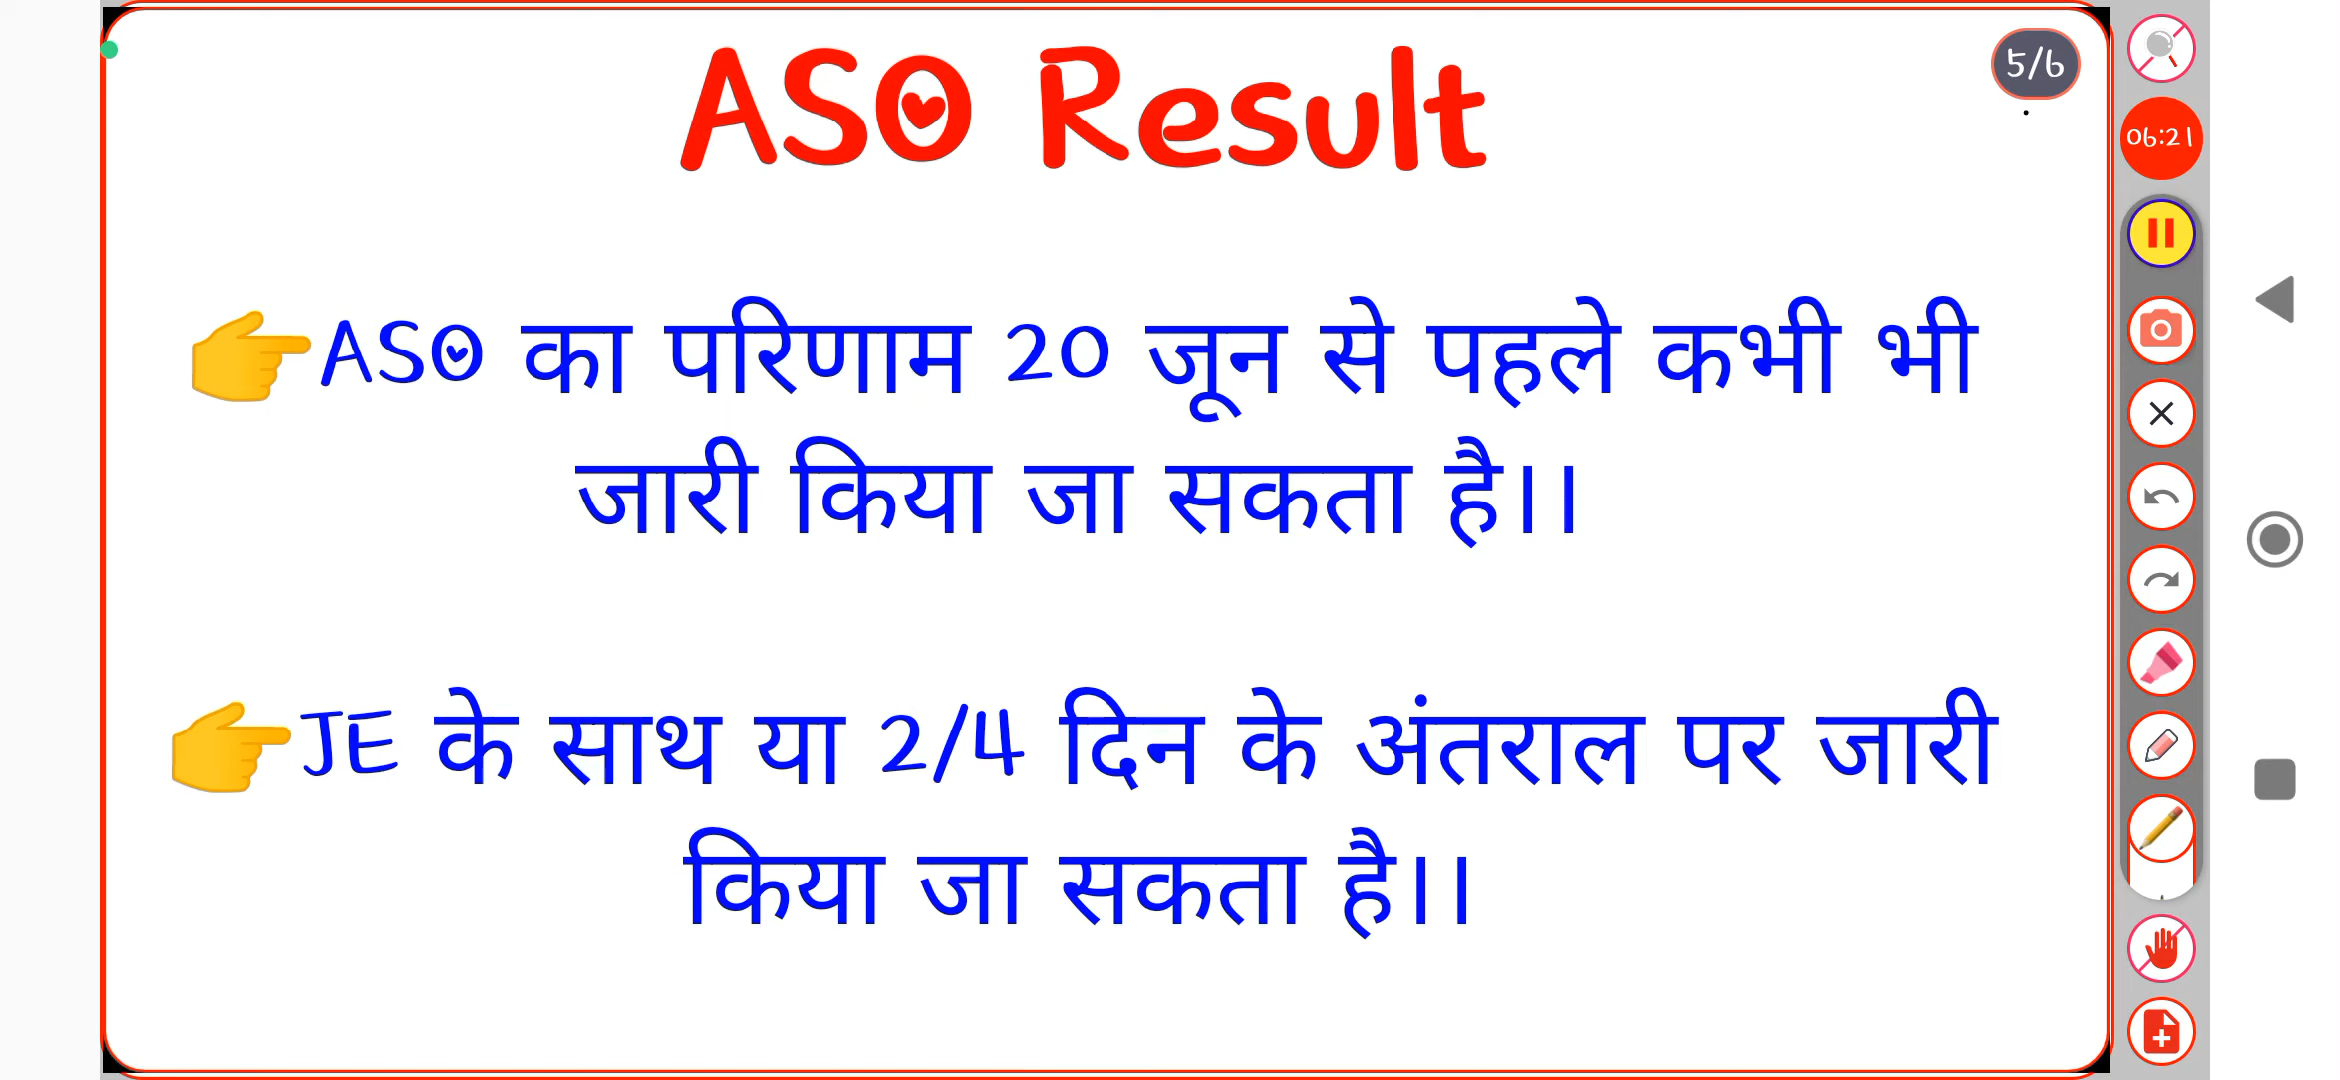 ASO Result
5/6
06:21
👉ASO का परिणाम 20 जून से पहले कभी भी
जारी किया जा सकता है।।
👉JE के साथ या 2/4 दिन के अंतराल पर जारी
किया जा सकता है।।